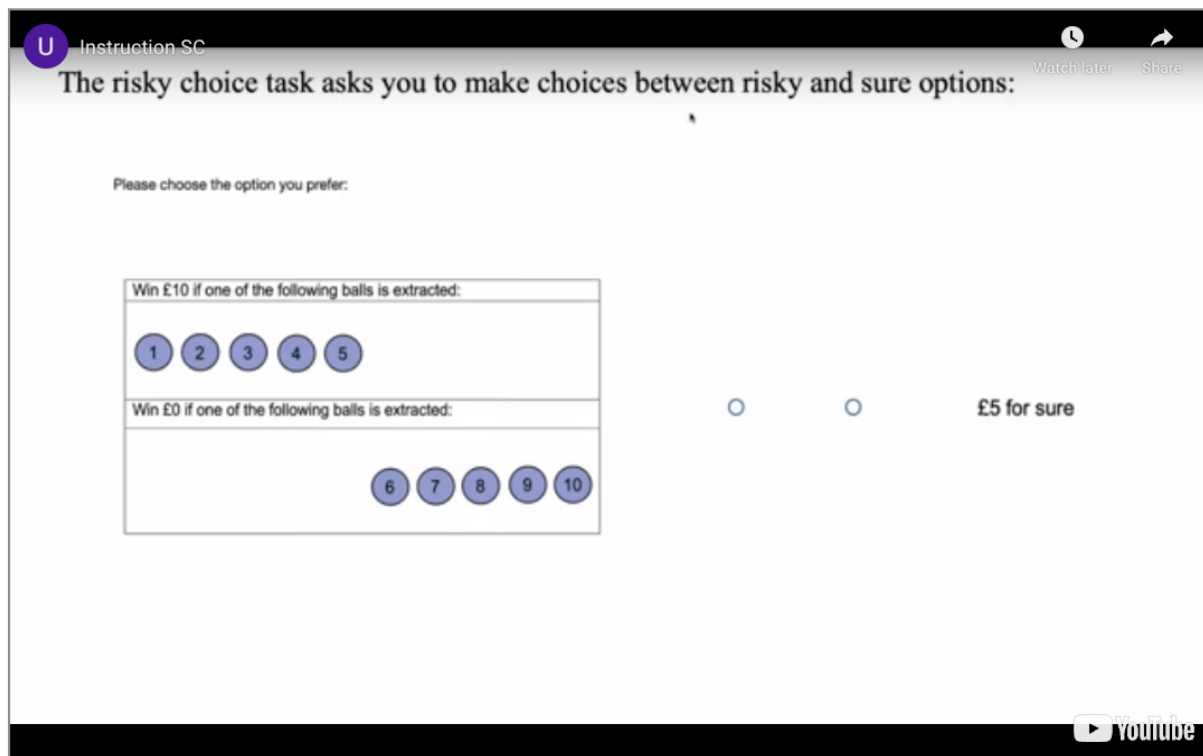 U Instruction SC
Watch later Share
The risky choice task asks you to make choices between risky and sure options:
Please choose the option you prefer:
Win £10 if one of the following balls is extracted:
1 2 3 4 5
Win £0 if one of the following balls is extracted:
£5 for sure
6 7 8 9 10
YouTube